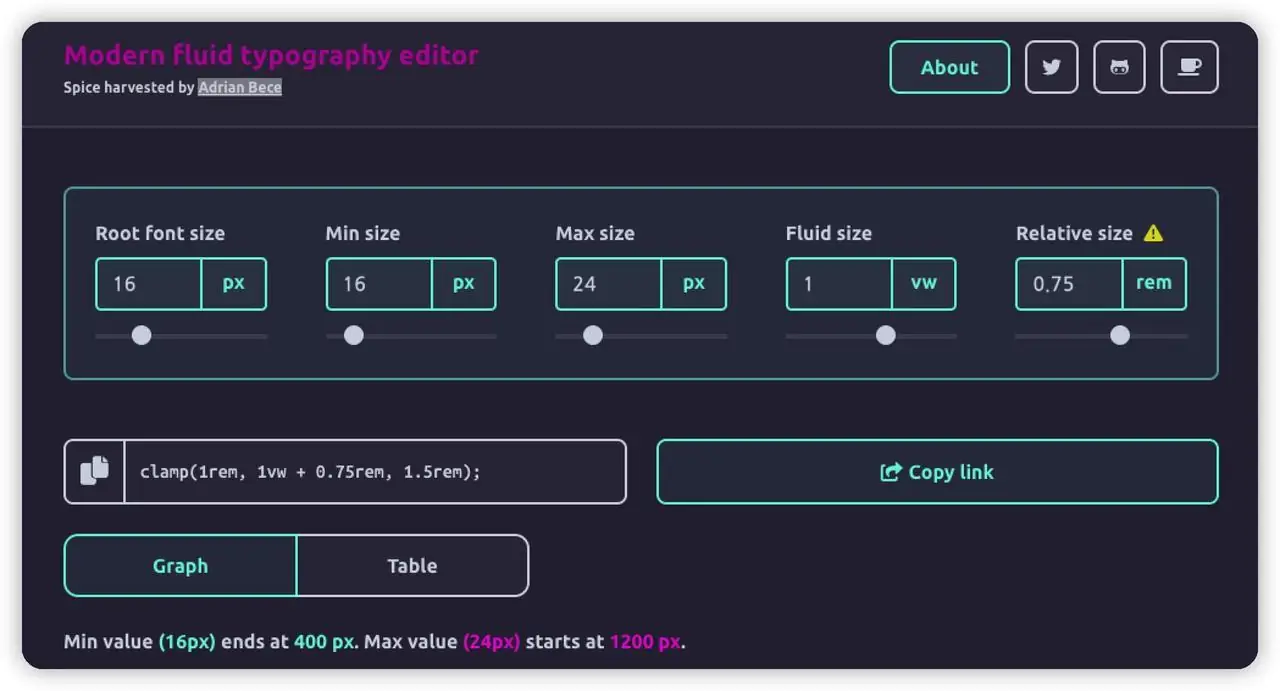 Modern fluid typography editor
Spice harvested by Adrian Bece
About
Root font size
Min size
Max size
Fluid size
Relative size
16 px
16 px
24 px
1 vw
0.75 rem
clamp(1rem, 1vw + 0.75rem, 1.5rem);
Copy link
Graph
Table
Min value (16px) ends at 400 px. Max value (24px) starts at 1200 px.